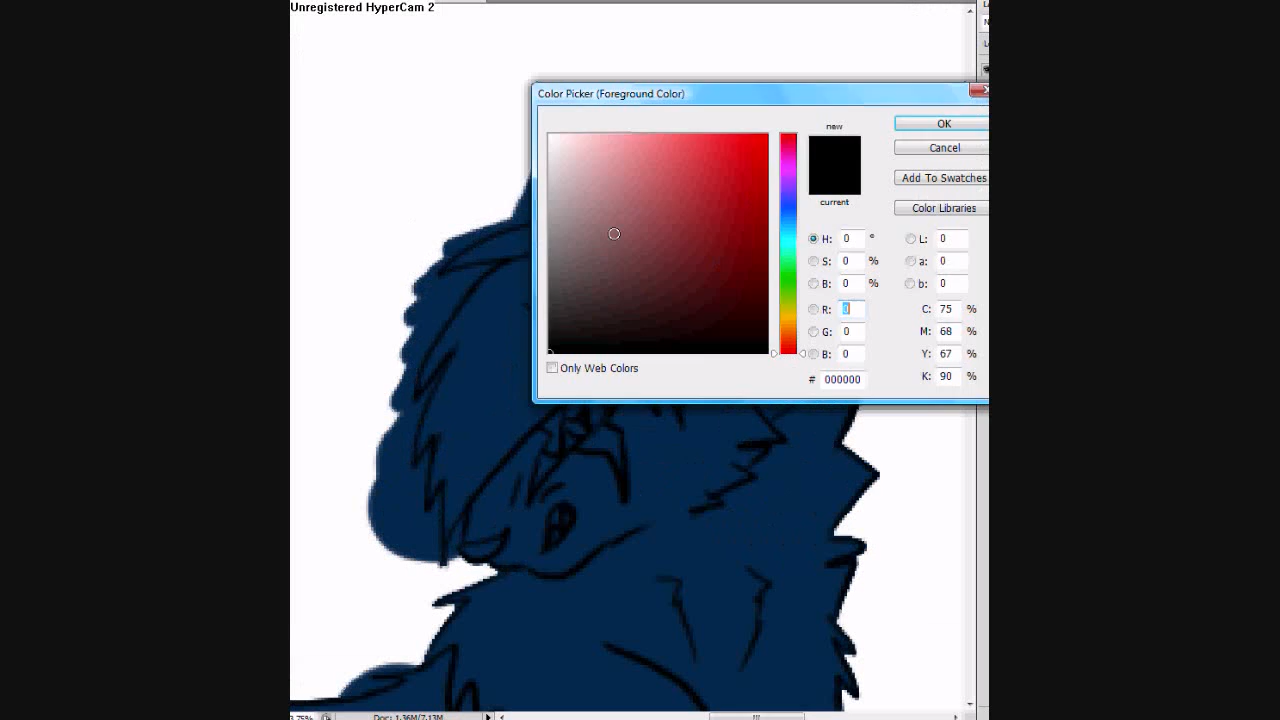 Unregistered HyperCam 2
Color Picker (Foreground Color)
new
current
OK
Cancel
Add To Swatches
Color Libraries
H: 0 °
S: 0 %
B: 0 %
R: 0
G: 0
B: 0
# 000000
L: 0
a: 0
b: 0
C: 75 %
M: 68 %
Y: 67 %
K: 90 %
Only Web Colors
3.75%
Doc: 1.36M/7.13M